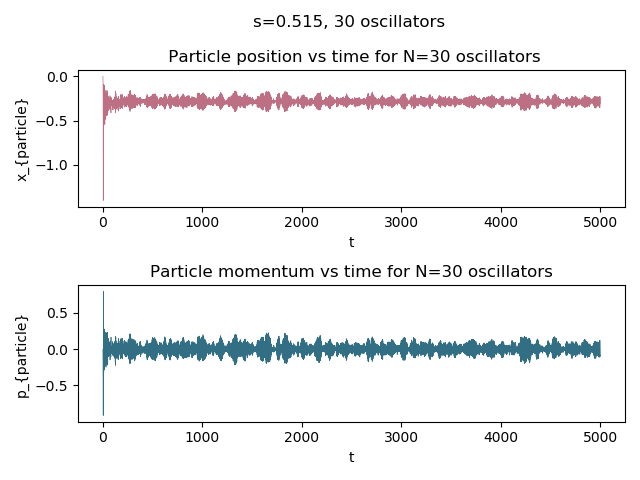 s=0.515, 30 oscillators
Particle position vs time for N=30 oscillators
x_{particle}
0.0
−0.5
−1.0
0 1000 2000 3000 4000 5000
t
Particle momentum vs time for N=30 oscillators
p_{particle}
0.5
0.0
−0.5
0 1000 2000 3000 4000 5000
t